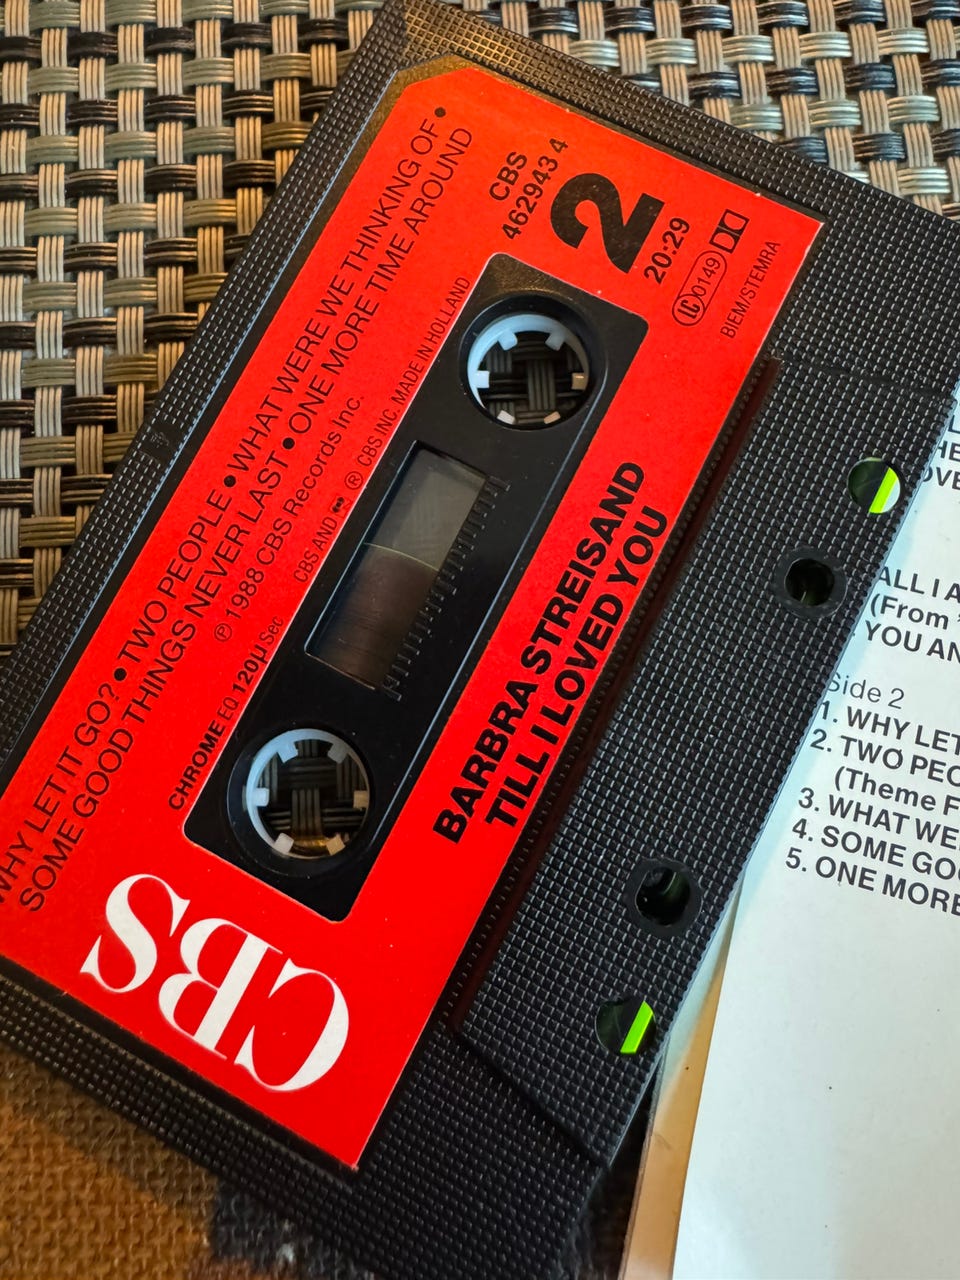 WHY LET IT GO? • TWO PEOPLE • WHAT WERE WE THINKING OF •
SOME GOOD THINGS NEVER LAST • ONE MORE TIME AROUND
℗ 1988 CBS Records Inc.
CBS AND ® CBS INC. MADE IN HOLLAND
CHROME EQ 120µ Sec
CBS
462943 4
2
20:29
LC 0149
BIEM/STEMRA
BARBRA STREISAND
TILL I LOVED YOU
CBS
ALL I A
(From "
YOU AN
Side 2
1. WHY LET
2. TWO PEO
(Theme F
3. WHAT WE
4. SOME GOO
5. ONE MORE